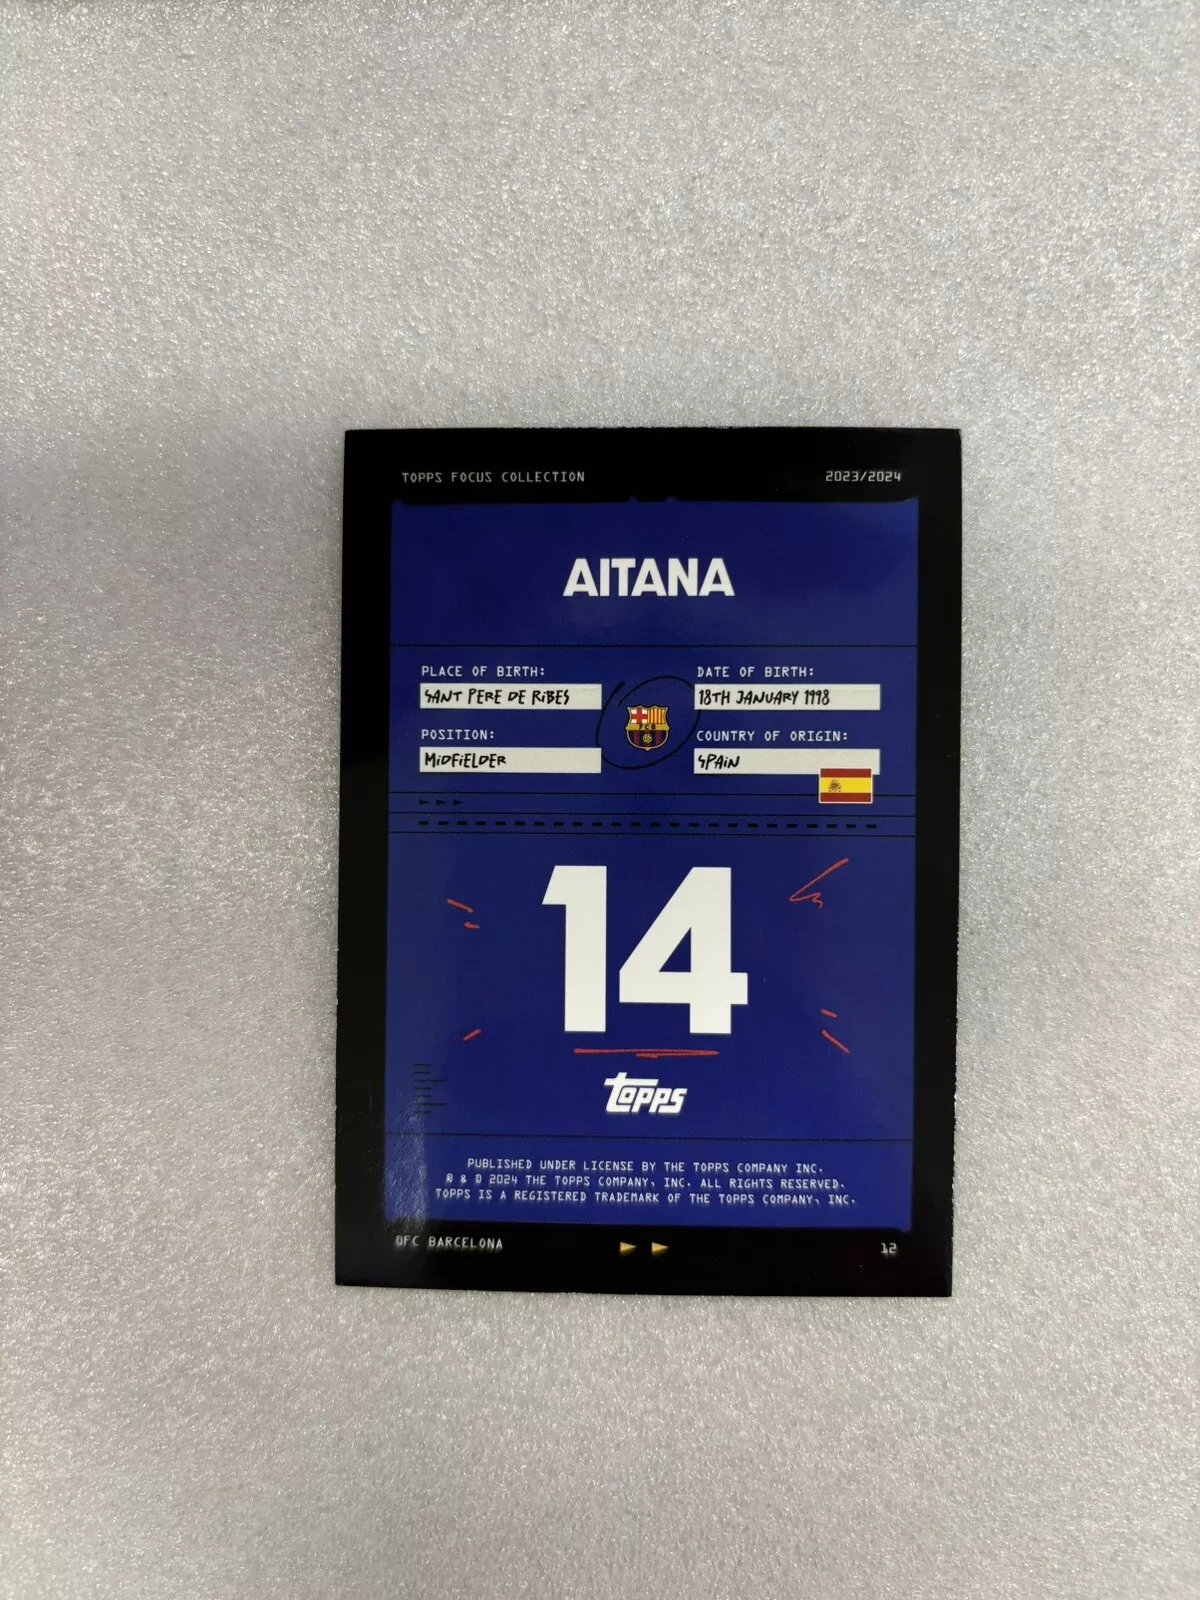 TOPPS FOCUS COLLECTION 2023/2024
AITANA
PLACE OF BIRTH: DATE OF BIRTH:
SANT PERE DE RIBES 18TH JANUARY 1998
FCB
POSITION: COUNTRY OF ORIGIN:
MIDFIELDER SPAIN
14
TOPPS
PUBLISHED UNDER LICENSE BY THE TOPPS COMPANY INC.
® & © 2024 THE TOPPS COMPANY, INC. ALL RIGHTS RESERVED.
TOPPS IS A REGISTERED TRADEMARK OF THE TOPPS COMPANY, INC.
@FC BARCELONA 12